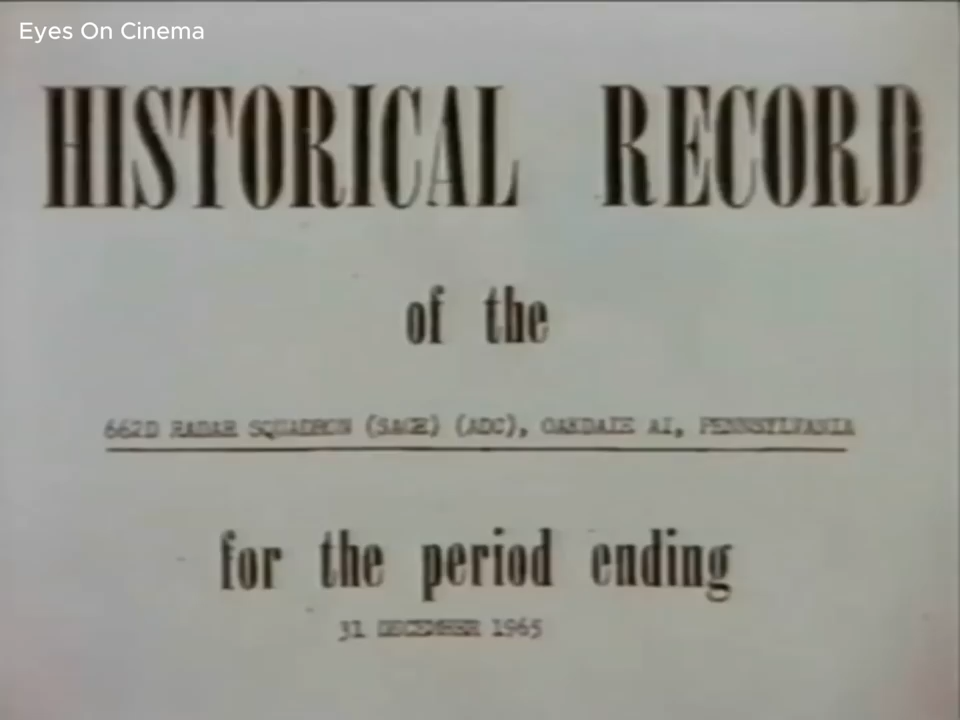 Eyes On Cinema
HISTORICAL RECORD
of the
662D RADAR SQUADRON (SAGE) (ADC), OAKDALE AI, PENNSYLVANIA
for the period ending
31 DECEMBER 1965